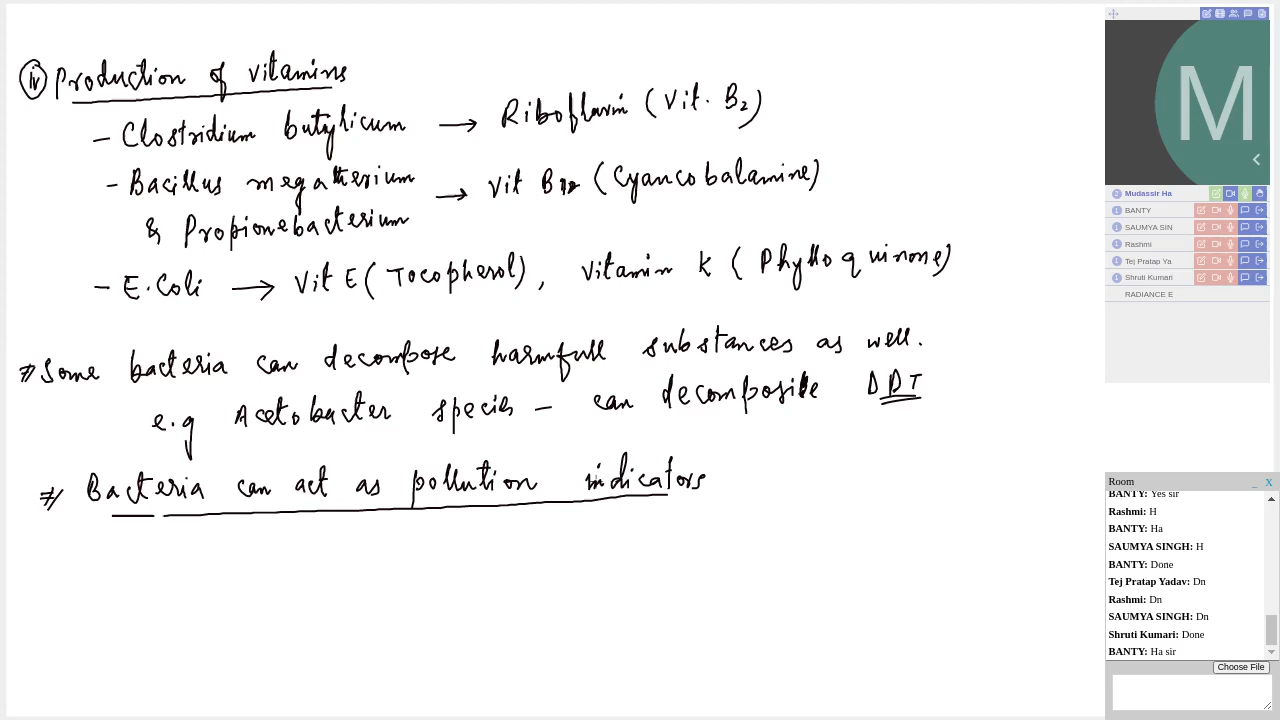 (iv) Production of vitamins
- Clostridium butylicum → Riboflavin (Vit. B2)
- Bacillus megatherium → Vit B12 (Cyancobalamine)
& Propionebacterium
- E.Coli → Vit E (Tocopherol), Vitamin K (Phylloquinone)
⇒ Some bacteria can decompose harmfull substances as well.
e.g Acetobacter species - can decomposite DDT
⇒ Bacteria can act as pollution indicators
M
Mudassir Ha
BANTY
SAUMYA SIN
Rashmi
Tej Pratap Ya
Shruti Kumari
RADIANCE E
Room _ X
BANTY: Yes sir
Rashmi: H
BANTY: Ha
SAUMYA SINGH: H
BANTY: Done
Tej Pratap Yadav: Dn
Rashmi: Dn
SAUMYA SINGH: Dn
Shruti Kumari: Done
BANTY: Ha sir
Choose File